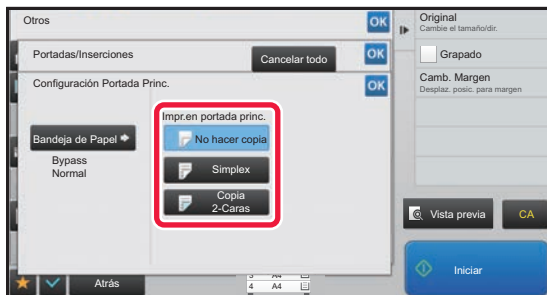 Otros
OK
Portadas/Inserciones
Cancelar todo
OK
Configuración Portada Princ.
OK
Impr.en portada princ.
Bandeja de Papel
Bypass
Normal
No hacer copia
Simplex
Copia
2-Caras
Atrás
A4
4 A4
Original
Cambie el tamaño/dir.
Grapado
Camb. Margen
Desplaz. posic. para margen
Vista previa
CA
Iniciar